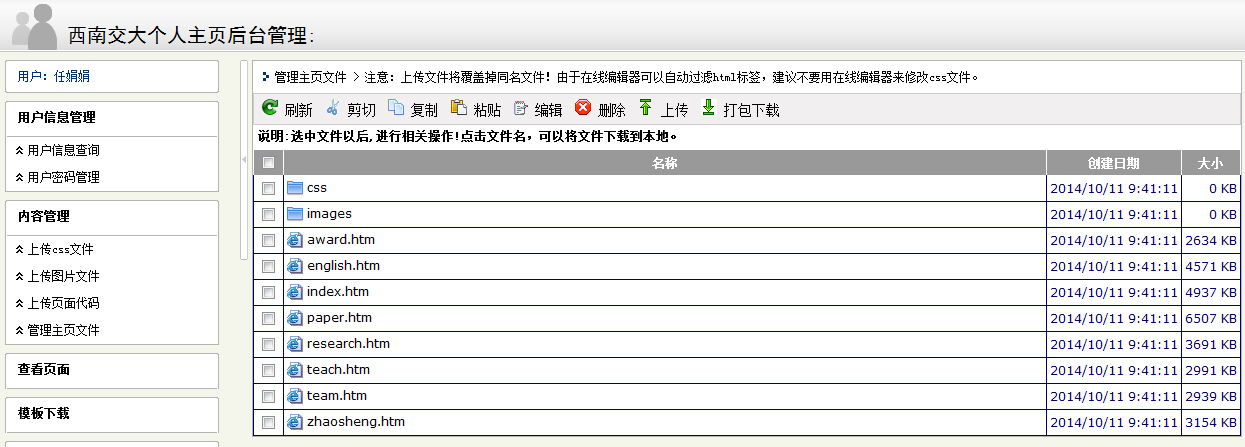 西南交大个人主页后台管理:
用户: 任娟娟
用户信息管理
用户信息查询
用户密码管理
内容管理
上传css文件
上传图片文件
上传页面代码
管理主页文件
查看页面
模板下载
管理主页文件 > 注意: 上传文件将覆盖掉同名文件! 由于在线编辑器可以自动过滤html标签, 建议不要用在线编辑器来修改css文件。
刷新 剪切 复制 粘贴 编辑 删除 上传 打包下载
说明:选中文件以后,进行相关操作!点击文件名, 可以将文件下载到本地。
名称 创建日期 大小
css 2014/10/11 9:41:11 0 KB
images 2014/10/11 9:41:11 0 KB
award.htm 2014/10/11 9:41:11 2634 KB
english.htm 2014/10/11 9:41:11 4571 KB
index.htm 2014/10/11 9:41:11 4937 KB
paper.htm 2014/10/11 9:41:11 6507 KB
research.htm 2014/10/11 9:41:11 3691 KB
teach.htm 2014/10/11 9:41:11 2991 KB
team.htm 2014/10/11 9:41:11 2939 KB
zhaosheng.htm 2014/10/11 9:41:11 3154 KB